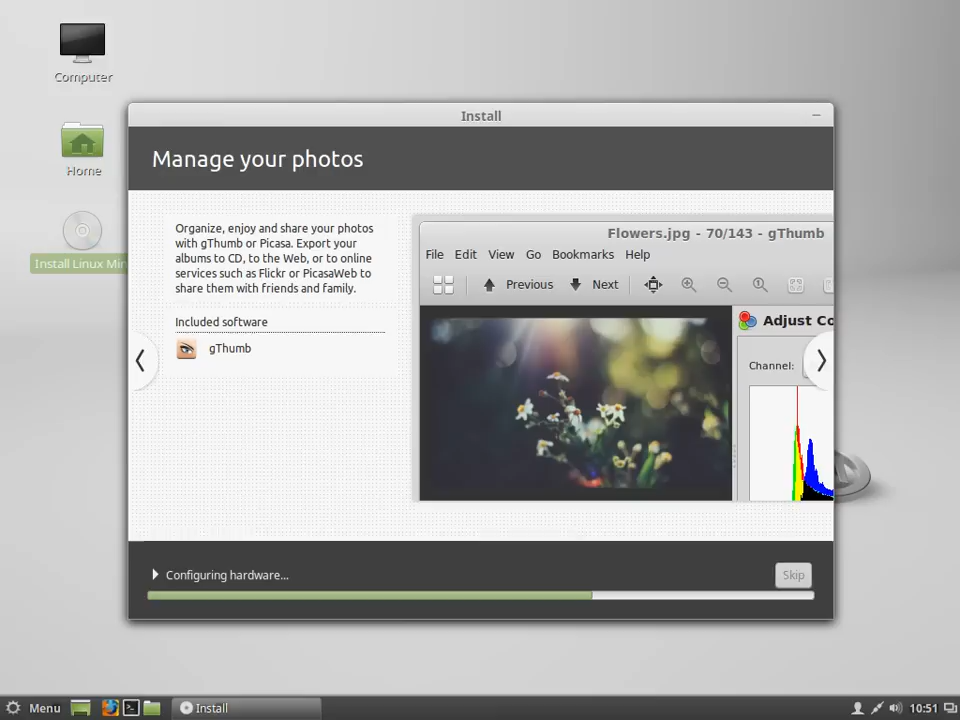 Computer
Home
Install Linux Min
Install
Manage your photos
Organize, enjoy and share your photos
with gThumb or Picasa. Export your
albums to CD, to the Web, or to online
services such as Flickr or PicasaWeb to
share them with friends and family.
Included software
gThumb
Flowers.jpg - 70/143 - gThumb
File Edit View Go Bookmarks Help
Previous Next
Adjust Co
Channel:
Configuring hardware...
Skip
Menu Install 10:51